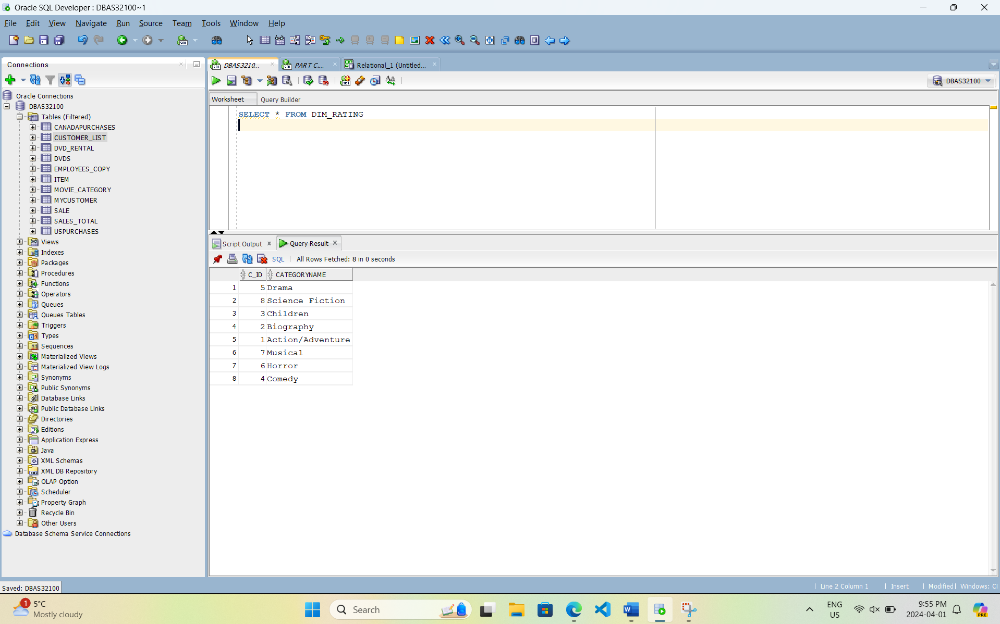 Oracle SQL Developer : DBAS32100~1
File Edit View Navigate Run Source Team Tools Window Help
Connections
DBAS3210...
PART C....
Relational_1 (Untitled...
DBAS32100
Worksheet
Query Builder
SELECT * FROM DIM_RATING
Oracle Connections
DBAS32100
Tables (Filtered)
CANADAPURCHASES
CUSTOMER_LIST
DVD_RENTAL
DVDS
EMPLOYEES_COPY
ITEM
MOVIE_CATEGORY
MYCUSTOMER
SALE
SALES_TOTAL
USPURCHASES
Views
Indexes
Packages
Procedures
Functions
Operators
Queues
Queues Tables
Triggers
Types
Sequences
Materialized Views
Materialized View Logs
Synonyms
Public Synonyms
Database Links
Public Database Links
Directories
Editions
Application Express
Java
XML Schemas
XML DB Repository
OLAP Option
Scheduler
Property Graph
Recycle Bin
Other Users
Database Schema Service Connections
Script Output
Query Result
SQL
All Rows Fetched: 8 in 0 seconds
C_ID CATEGORYNAME
1 5 Drama
2 8 Science Fiction
3 3 Children
4 2 Biography
5 1 Action/Adventure
6 7 Musical
7 6 Horror
8 4 Comedy
Saved: DBAS32100
Line 2 Column 1
Insert
Modified
Windows: Cl
1
5°C
Mostly cloudy
Search
ENG
US
9:55 PM
2024-04-01
PRE